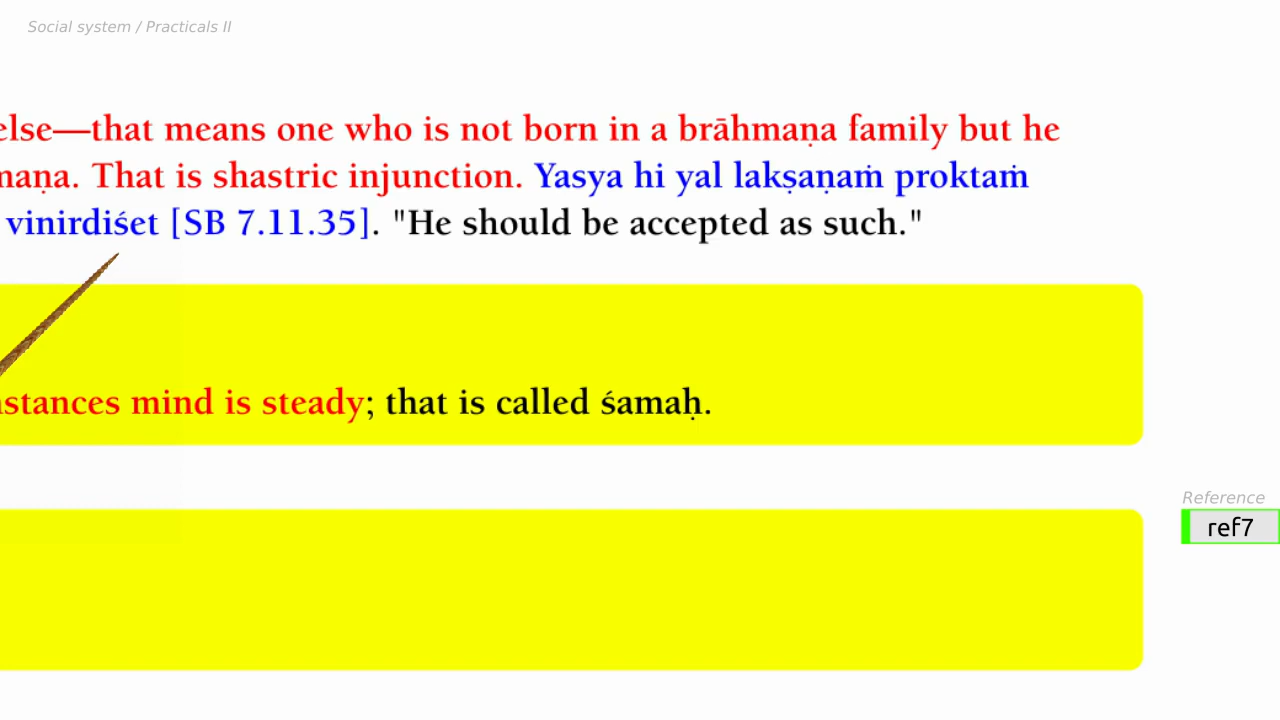 Social system / Practicals II
else—that means one who is not born in a brāhmaṇa family but he
maṇa. That is shastric injunction. Yasya hi yal lakṣaṇaṁ proktaṁ
vinirdiśet [SB 7.11.35]. "He should be accepted as such."
stances mind is steady; that is called śamaḥ.
Reference
ref7